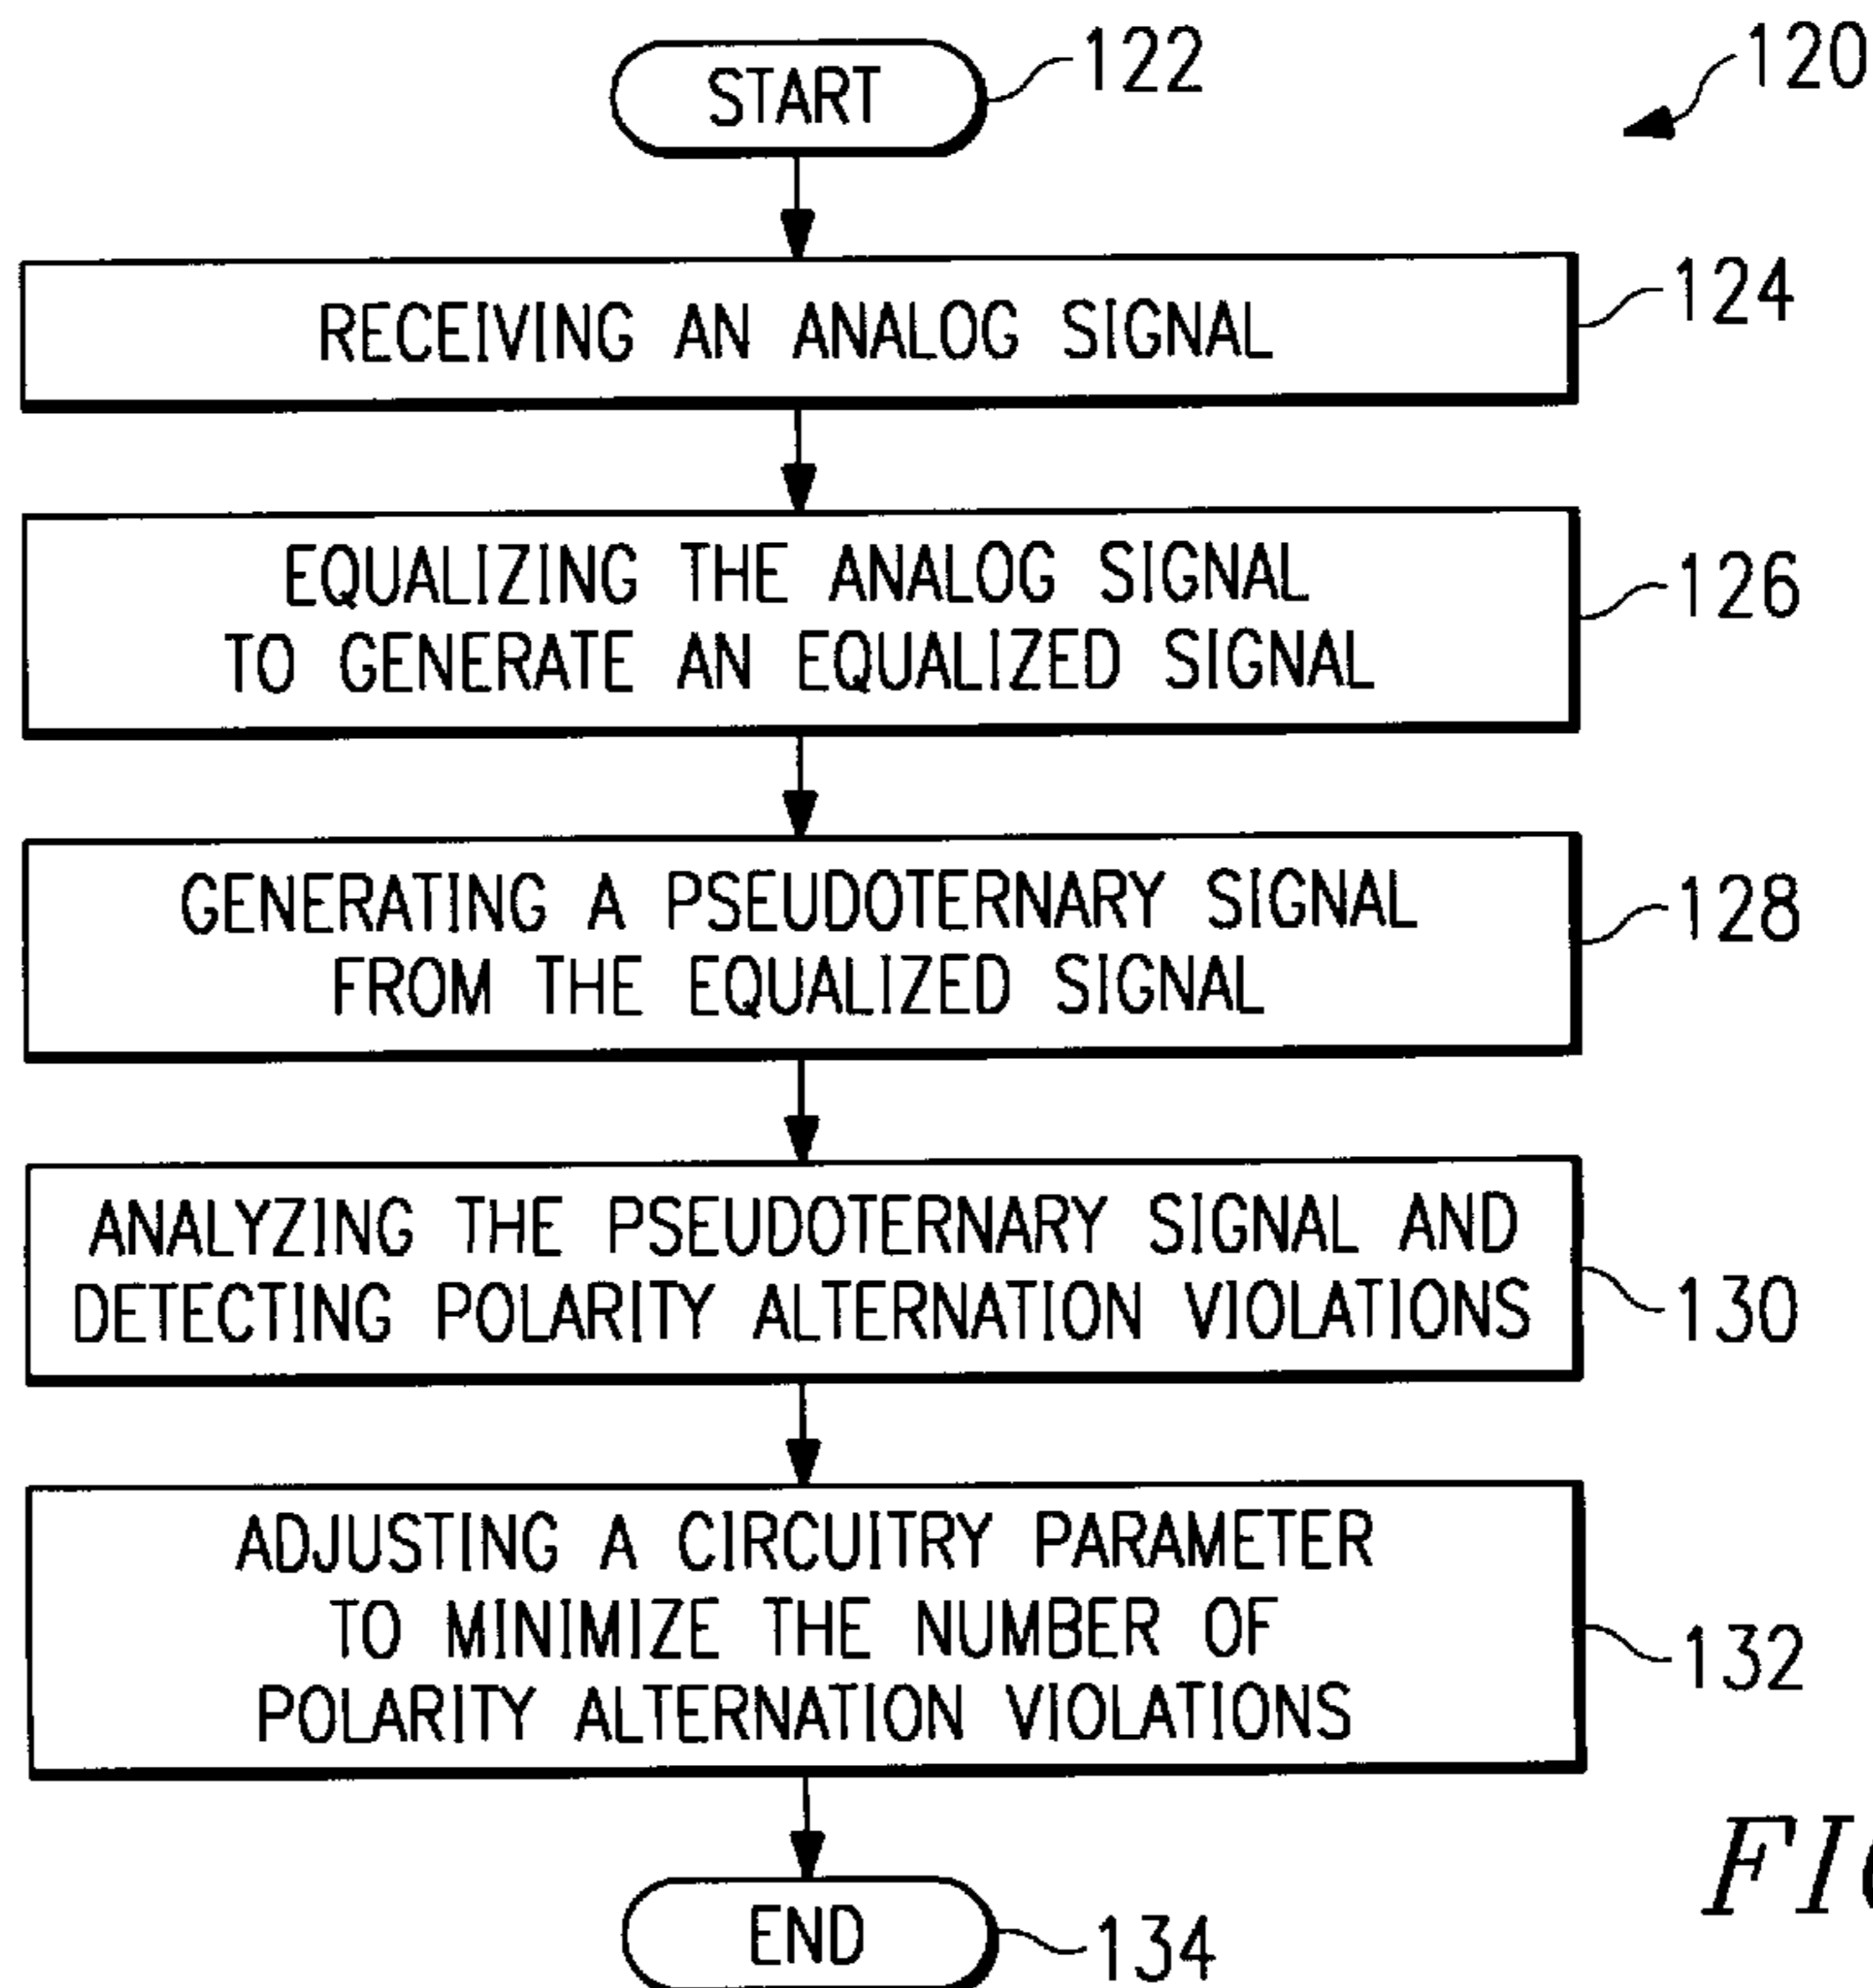 START
122
120
RECEIVING AN ANALOG SIGNAL
124
EQUALIZING THE ANALOG SIGNAL
TO GENERATE AN EQUALIZED SIGNAL
126
GENERATING A PSEUDOTERNARY SIGNAL
FROM THE EQUALIZED SIGNAL
128
ANALYZING THE PSEUDOTERNARY SIGNAL AND
DETECTING POLARITY ALTERNATION VIOLATIONS
130
ADJUSTING A CIRCUITRY PARAMETER
TO MINIMIZE THE NUMBER OF
POLARITY ALTERNATION VIOLATIONS
132
END
134